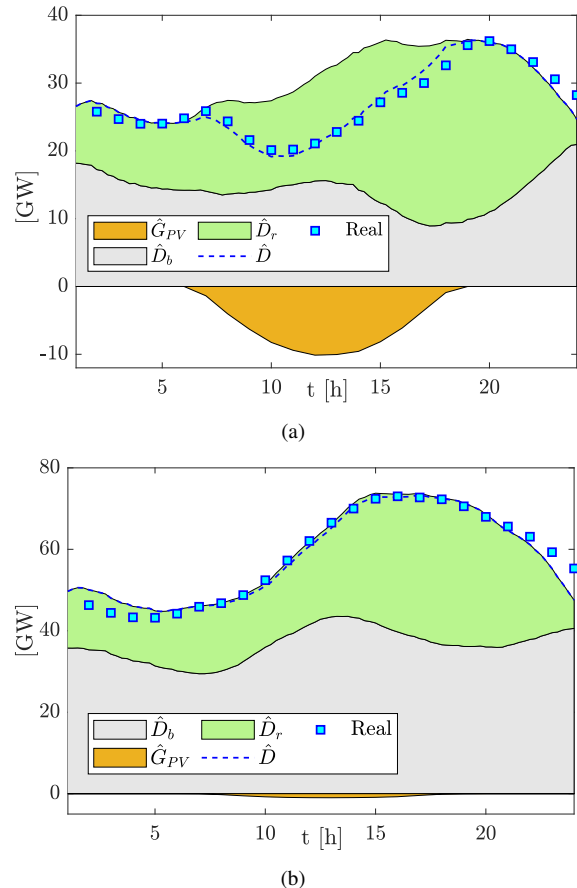 40
30
20
10
0
-10
[GW]
Ĝ_PV D̂_r Real
D̂_b D̂
5 10 15 20
t [h]
(a)
80
60
40
20
0
[GW]
D̂_b D̂_r Real
Ĝ_PV D̂
5 10 15 20
t [h]
(b)